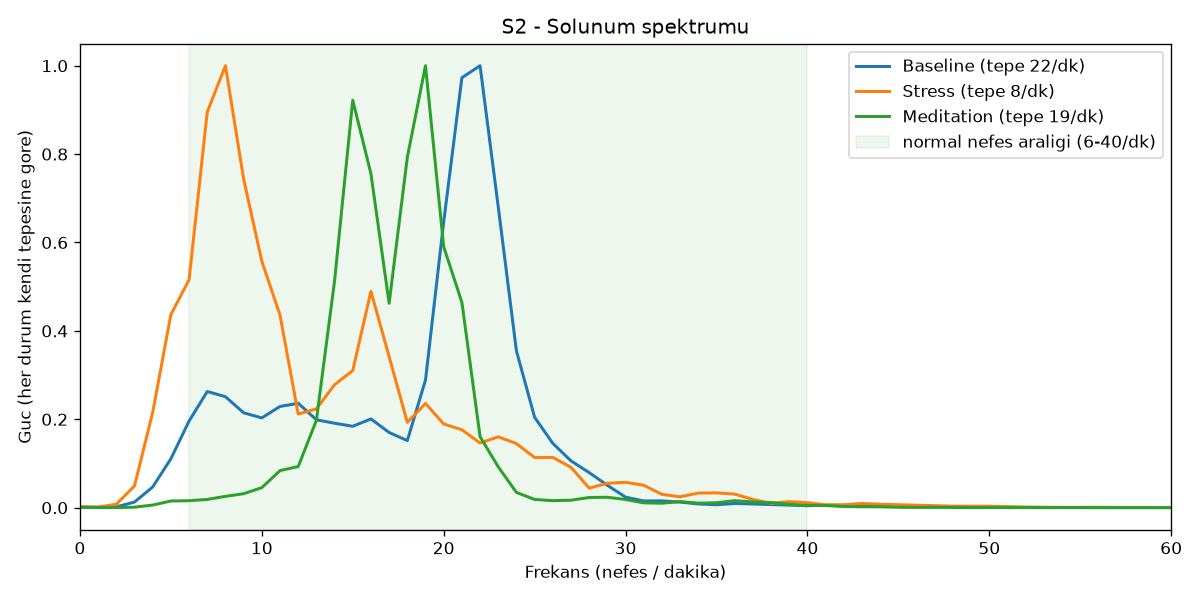 S2 - Solunum spektrumu
Guc (her durum kendi tepesine gore)
1.0
0.8
0.6
0.4
0.2
0.0
Baseline (tepe 22/dk)
Stress (tepe 8/dk)
Meditation (tepe 19/dk)
normal nefes araligi (6-40/dk)
0 10 20 30 40 50 60
Frekans (nefes / dakika)